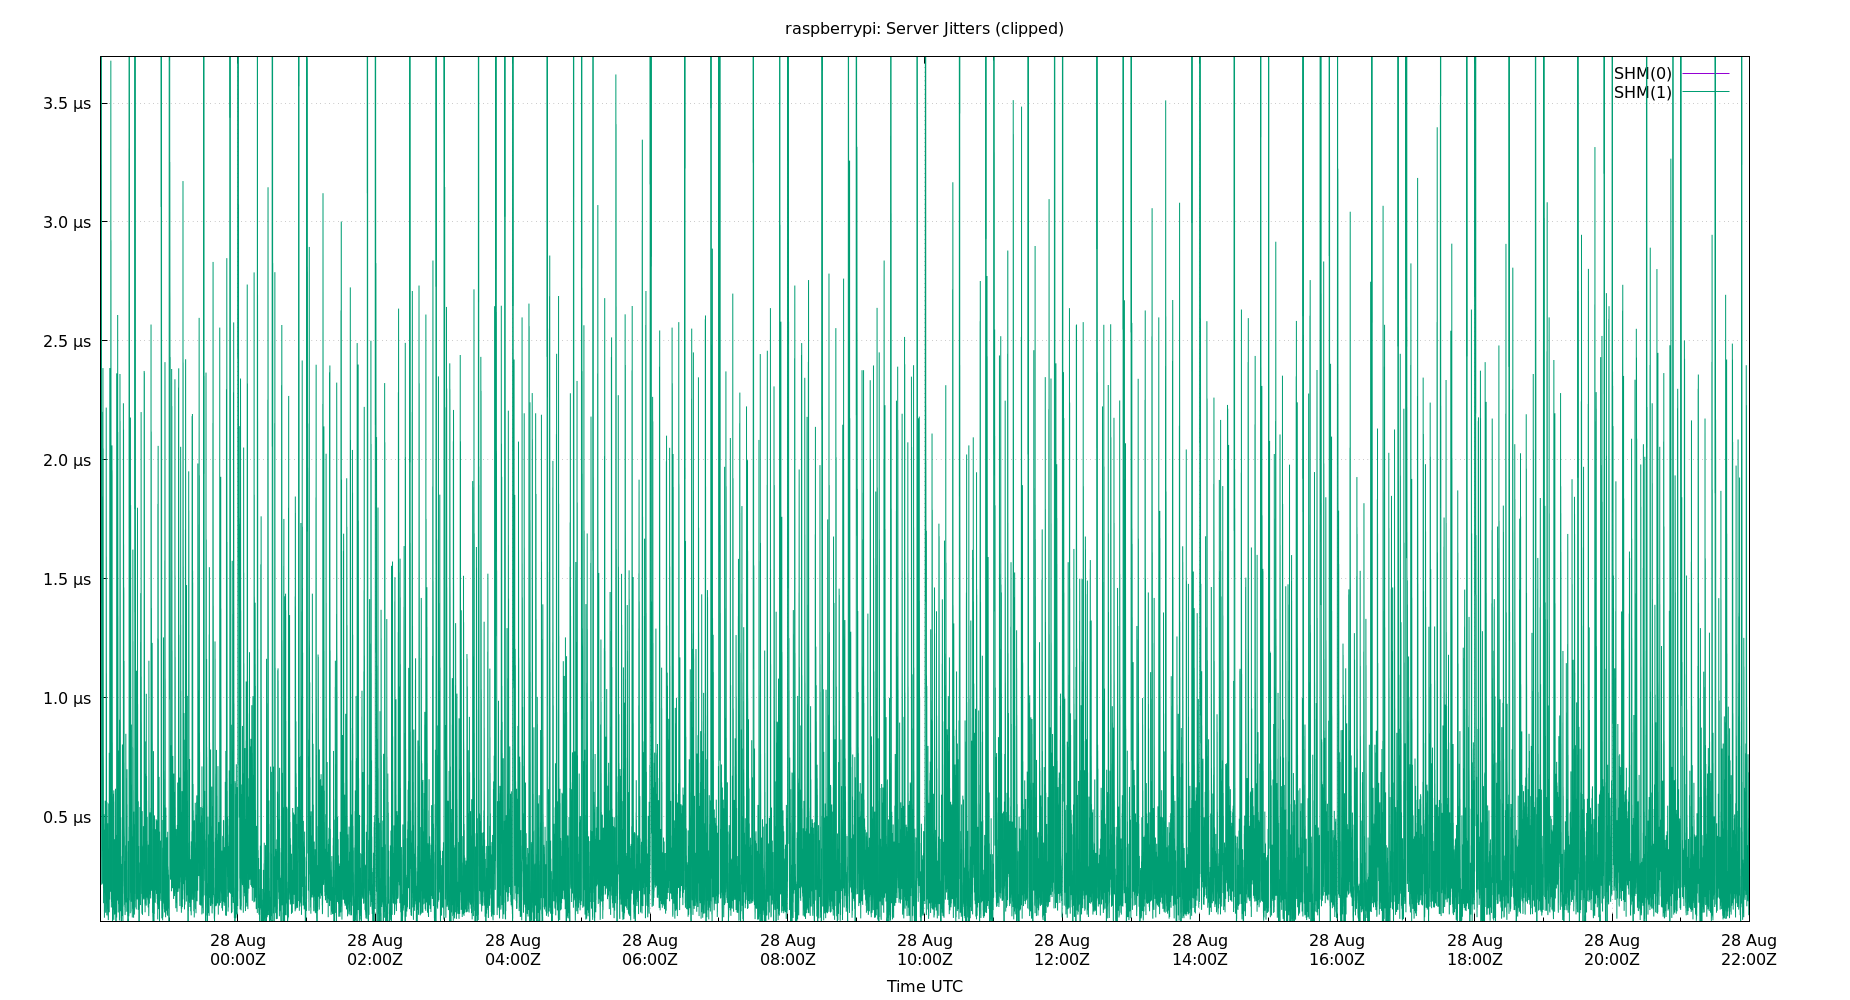 raspberrypi: Server Jitters (clipped)
SHM(0)
SHM(1)
3.5 µs
3.0 µs
2.5 µs
2.0 µs
1.5 µs
1.0 µs
0.5 µs
28 Aug 28 Aug 28 Aug 28 Aug 28 Aug 28 Aug 28 Aug 28 Aug 28 Aug 28 Aug 28 Aug 28 Aug
00:00Z 02:00Z 04:00Z 06:00Z 08:00Z 10:00Z 12:00Z 14:00Z 16:00Z 18:00Z 20:00Z 22:00Z
Time UTC